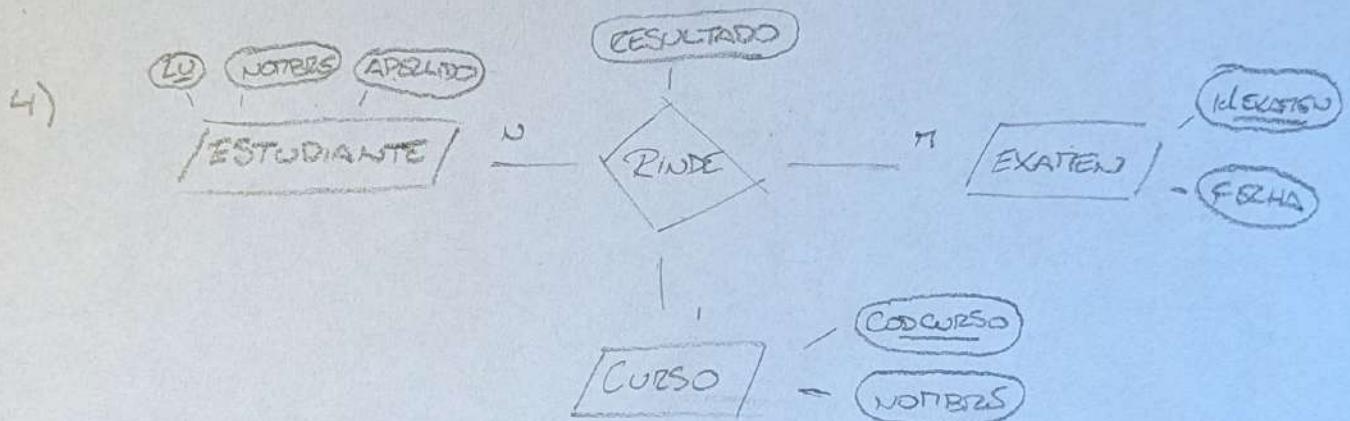 RESULTADO
4)
LU NOMBRE APELLIDO
ESTUDIANTE N RINDE M EXAMEN
IdEXAMEN
FECHA
1
CURSO
CODCURSO
NOMBRE